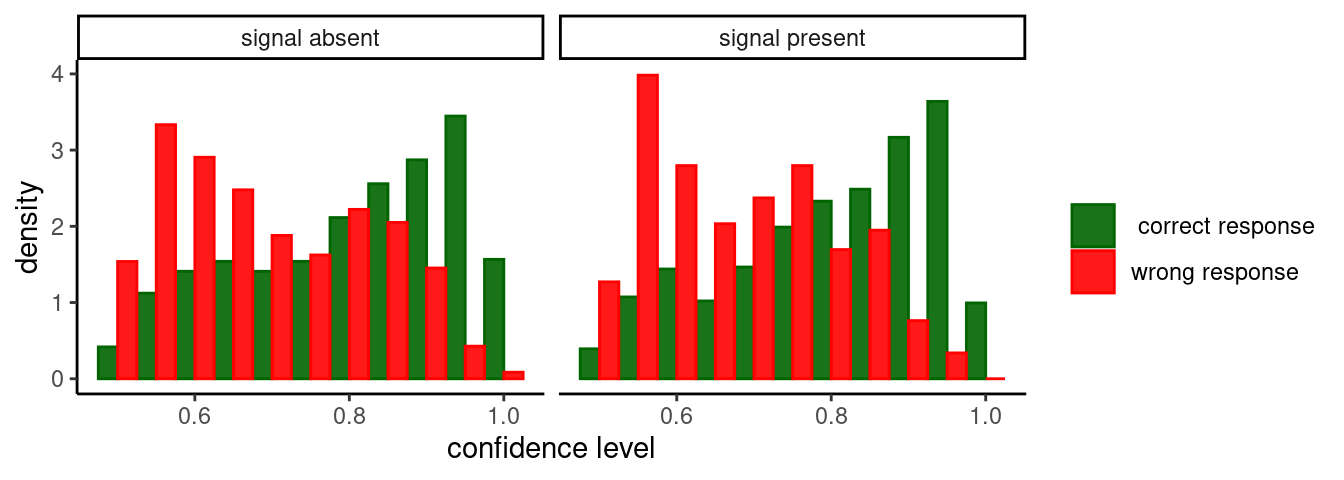 signal absent
signal present
4
3
2
1
0
density
0.6
0.8
1.0
0.6
0.8
1.0
confidence level
correct response
wrong response